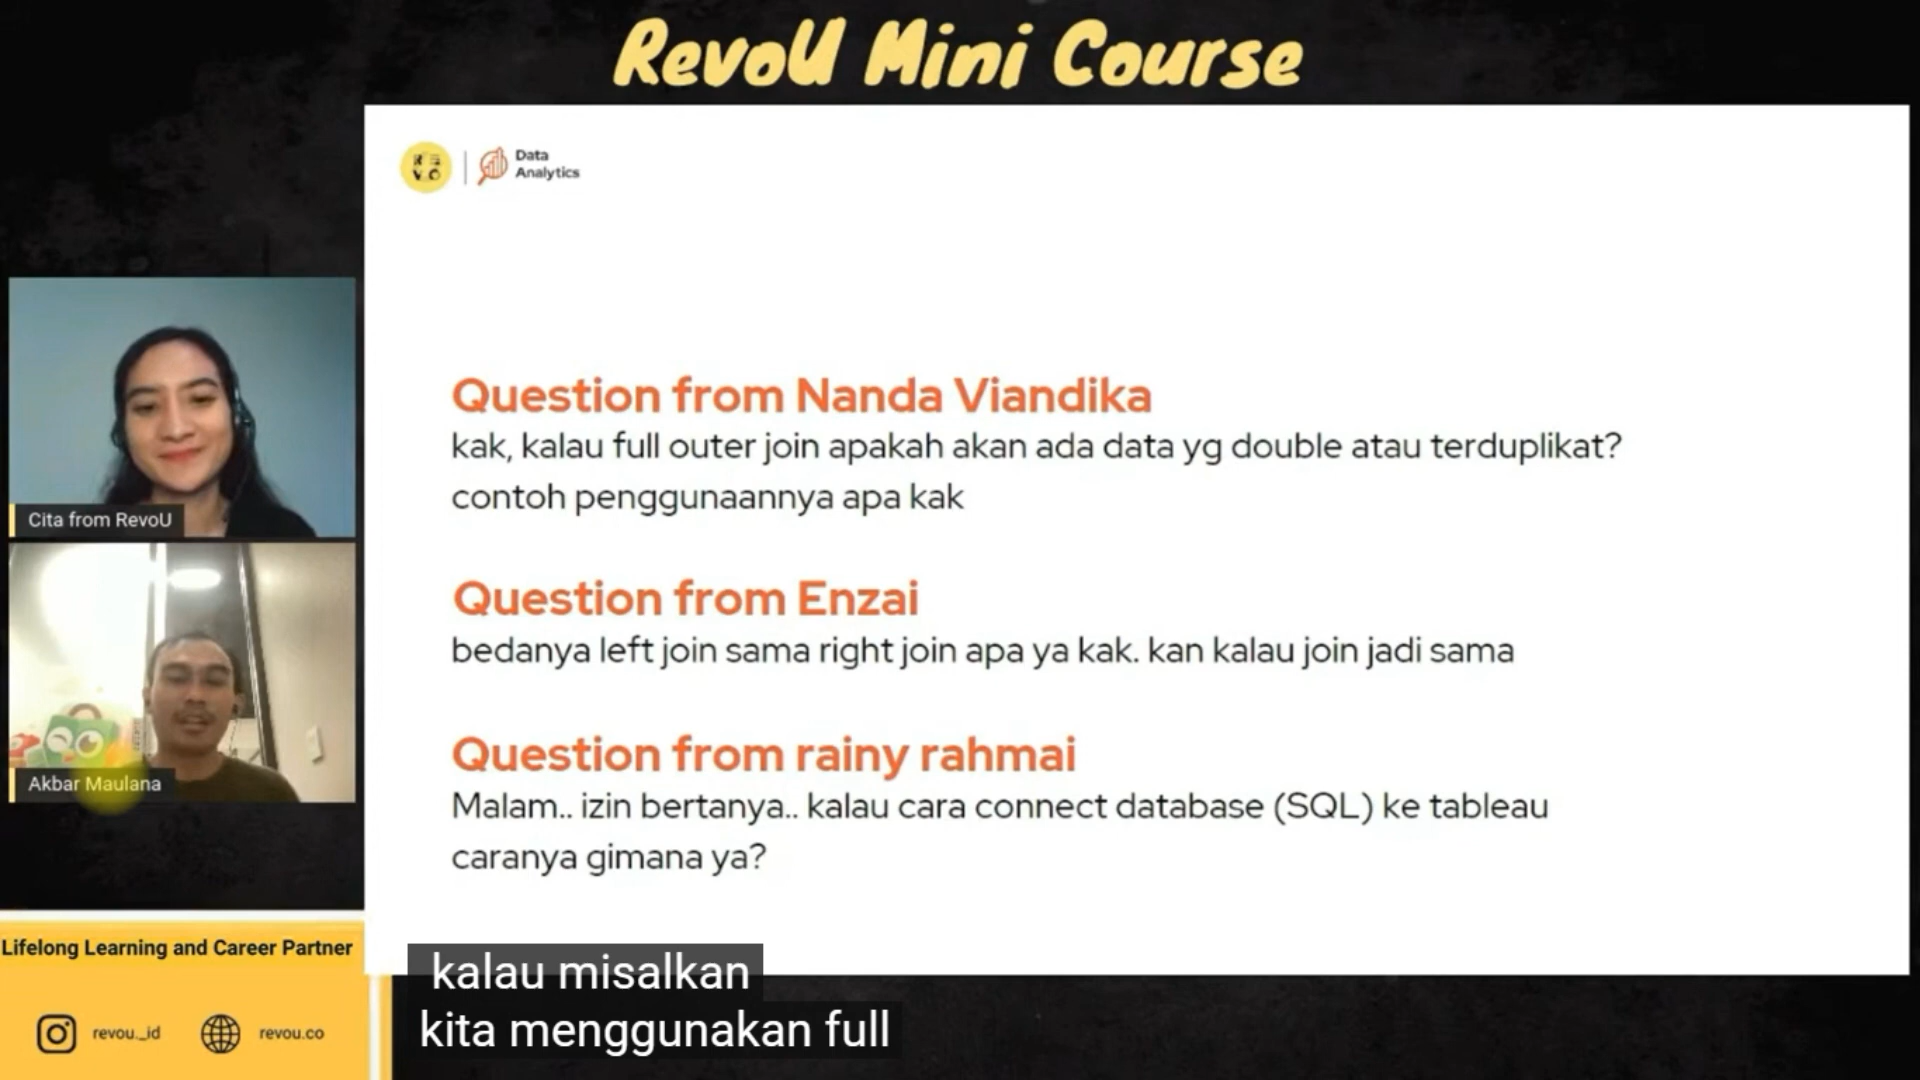 RevoU Mini Course
RE
VO
Data
Analytics
Question from Nanda Viandika
kak, kalau full outer join apakah akan ada data yg double atau terduplikat?
contoh penggunaannya apa kak
Question from Enzai
bedanya left join sama right join apa ya kak. kan kalau join jadi sama
Question from rainy rahmai
Malam.. izin bertanya.. kalau cara connect database (SQL) ke tableau
caranya gimana ya?
Cita from RevoU
Akbar Maulana
Lifelong Learning and Career Partner
revou_id
revou.co
kalau misalkan
kita menggunakan full